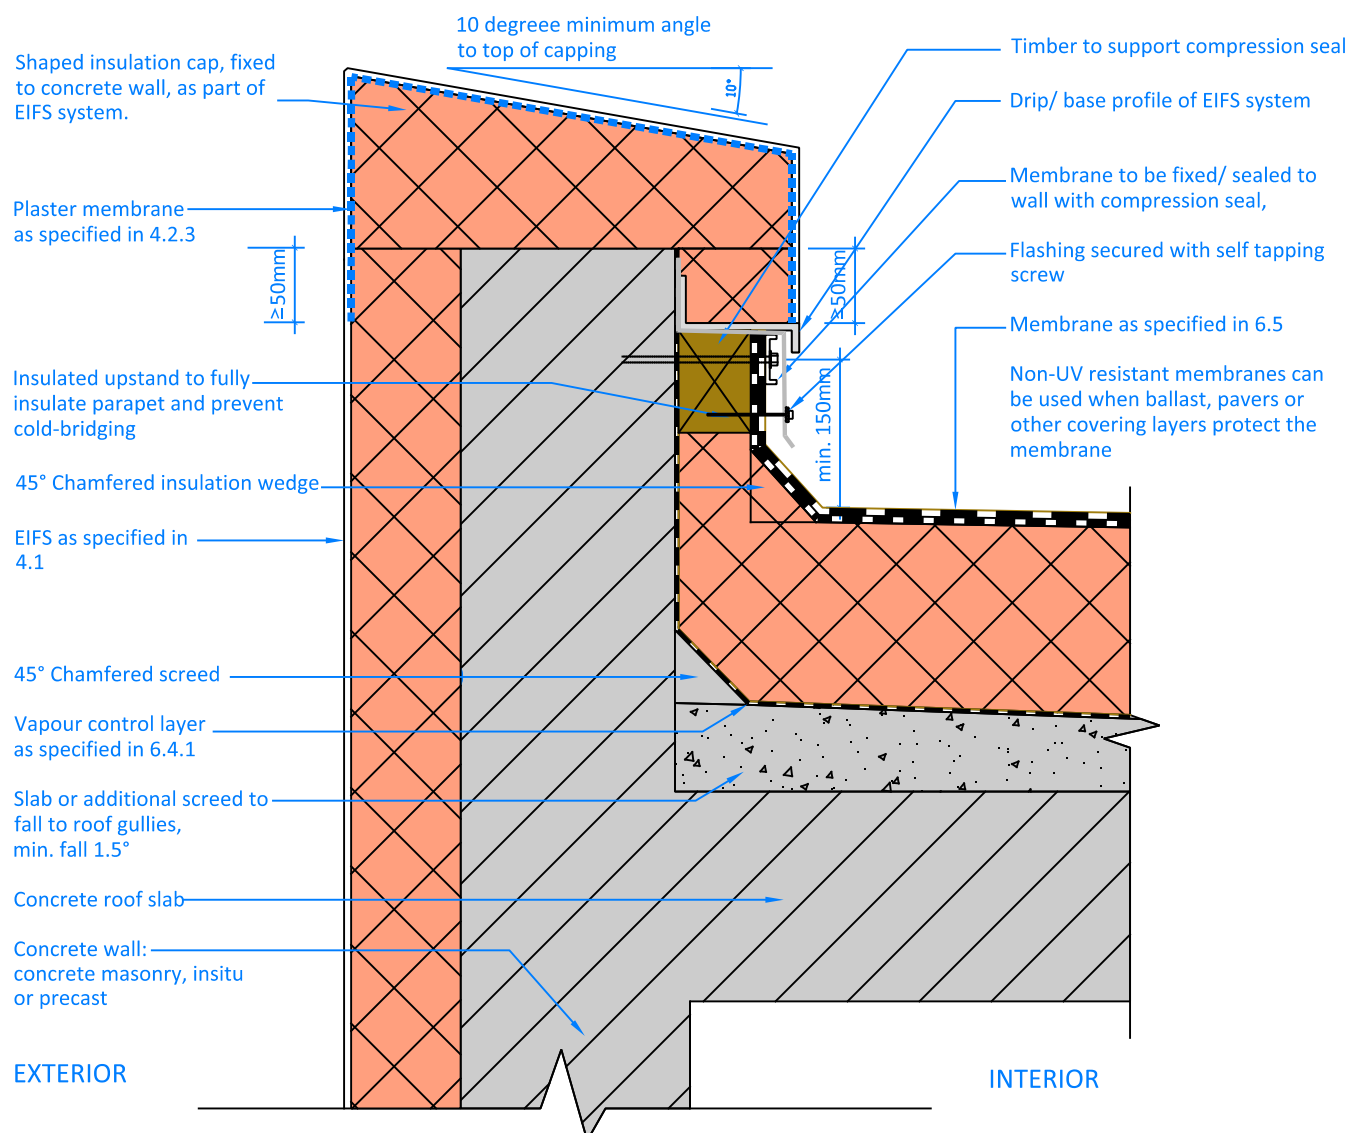 10 degreee minimum angle
to top of capping
10°
Shaped insulation cap, fixed
to concrete wall, as part of
EIFS system.
Plaster membrane
as specified in 4.2.3
≥50mm
Insulated upstand to fully
insulate parapet and prevent
cold-bridging
45° Chamfered insulation wedge
EIFS as specified in
4.1
45° Chamfered screed
Vapour control layer
as specified in 6.4.1
Slab or additional screed to
fall to roof gullies,
min. fall 1.5°
Concrete roof slab
Concrete wall:
concrete masonry, insitu
or precast
EXTERIOR
Timber to support compression seal
Drip/ base profile of EIFS system
Membrane to be fixed/ sealed to
wall with compression seal,
Flashing secured with self tapping
screw
≥50mm
min. 150mm
Membrane as specified in 6.5
Non-UV resistant membranes can
be used when ballast, pavers or
other covering layers protect the
membrane
INTERIOR